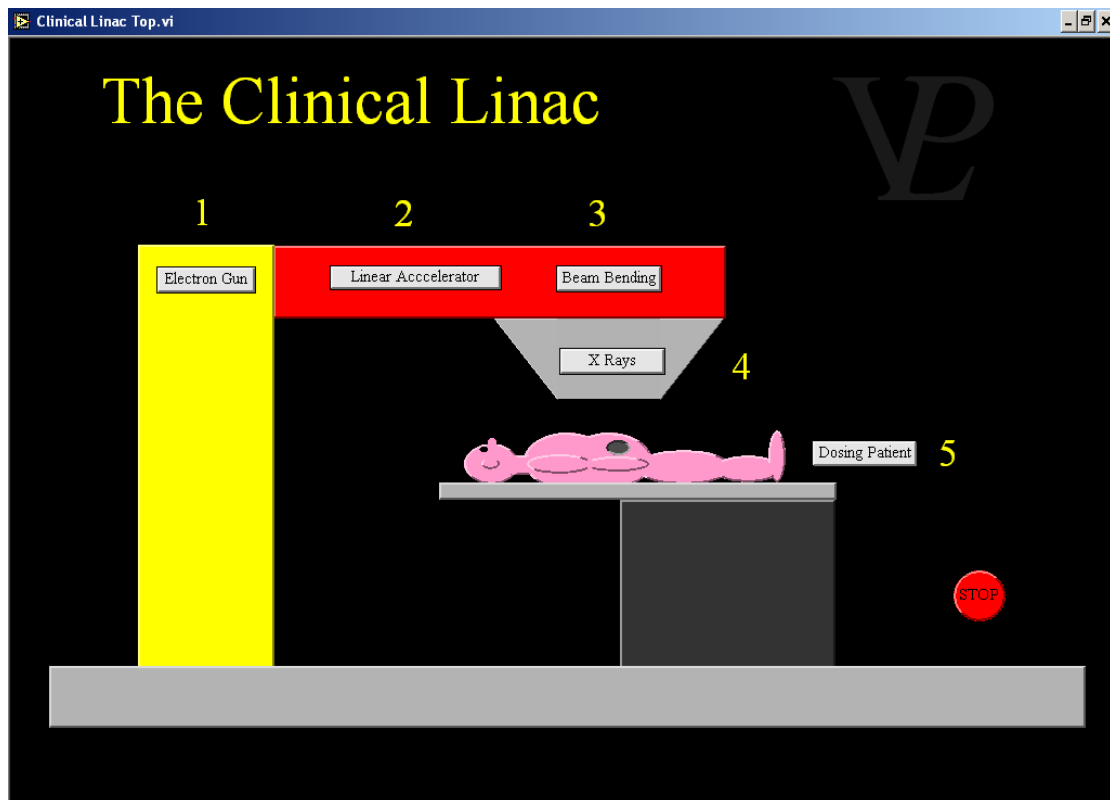 Clinical Linac Top.vi
The Clinical Linac
VPL
1
2
3
Electron Gun
Linear Acccelerator
Beam Bending
X Rays
4
Dosing Patient
5
STOP